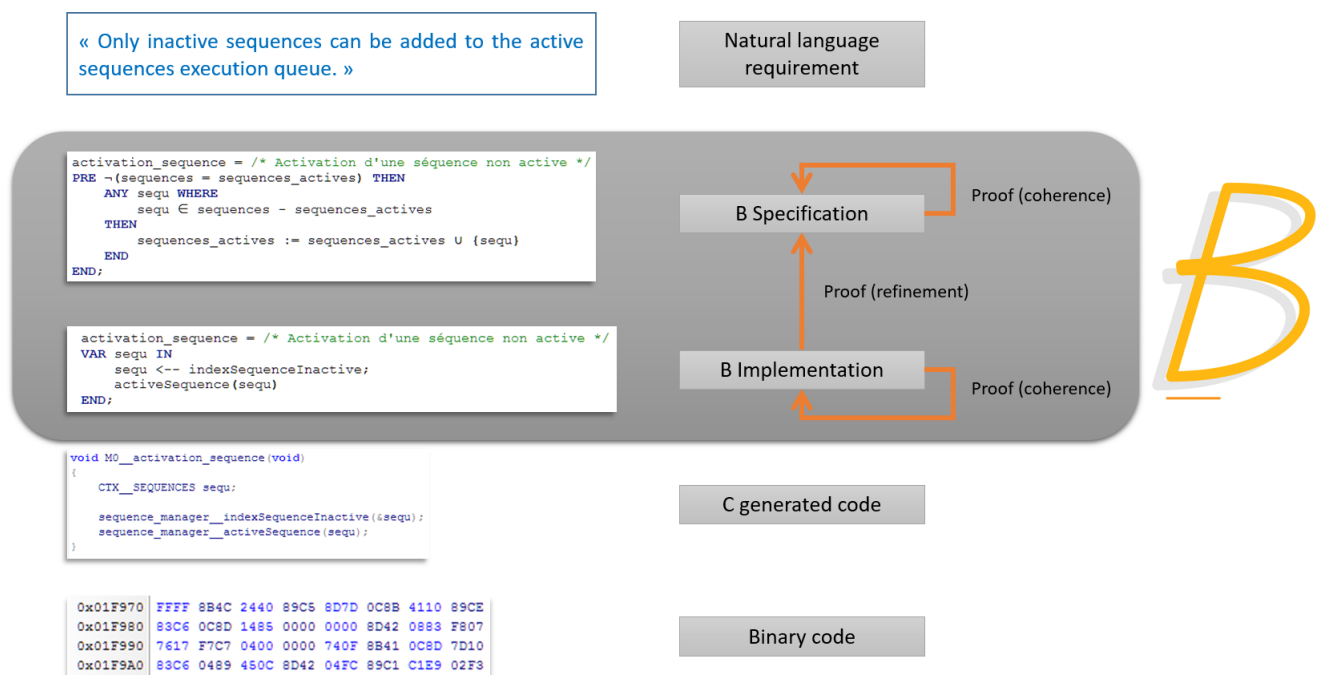 « Only inactive sequences can be added to the active
sequences execution queue. »
Natural language
requirement
activation_sequence = /* Activation d'une séquence non active */
PRE ¬(sequences = sequences_actives) THEN
ANY sequ WHERE
sequ ∈ sequences - sequences_actives
THEN
sequences_actives := sequences_actives ∪ {sequ}
END
END;
B Specification
Proof (coherence)
Proof (refinement)
activation_sequence = /* Activation d'une séquence non active */
VAR sequ IN
sequ <-- indexSequenceInactive;
activeSequence(sequ)
END;
B Implementation
Proof (coherence)
B
void M0__activation_sequence(void)
{
CTX__SEQUENCES sequ;
sequence_manager__indexSequenceInactive(&sequ);
sequence_manager__activeSequence(sequ);
}
C generated code
0x01F970 FFFF 8B4C 2440 89C5 8D7D 0C8B 4110 89CE
0x01F980 83C6 0C8D 1485 0000 0000 8D42 0883 F807
0x01F990 7617 F7C7 0400 0000 740F 8B41 0C8D 7D10
0x01F9A0 83C6 0489 450C 8D42 04FC 89C1 C1E9 02F3
Binary code